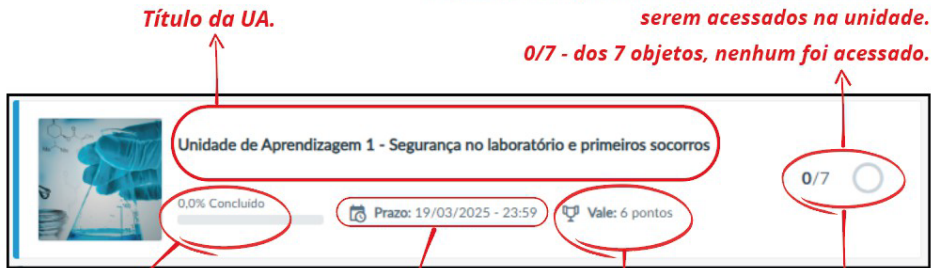 Título da UA.
serem acessados na unidade.
0/7 - dos 7 objetos, nenhum foi acessado.
Unidade de Aprendizagem 1 - Segurança no laboratório e primeiros socorros
0/7
0,0% Concluído
Prazo: 19/03/2025 - 23:59
Vale: 6 pontos